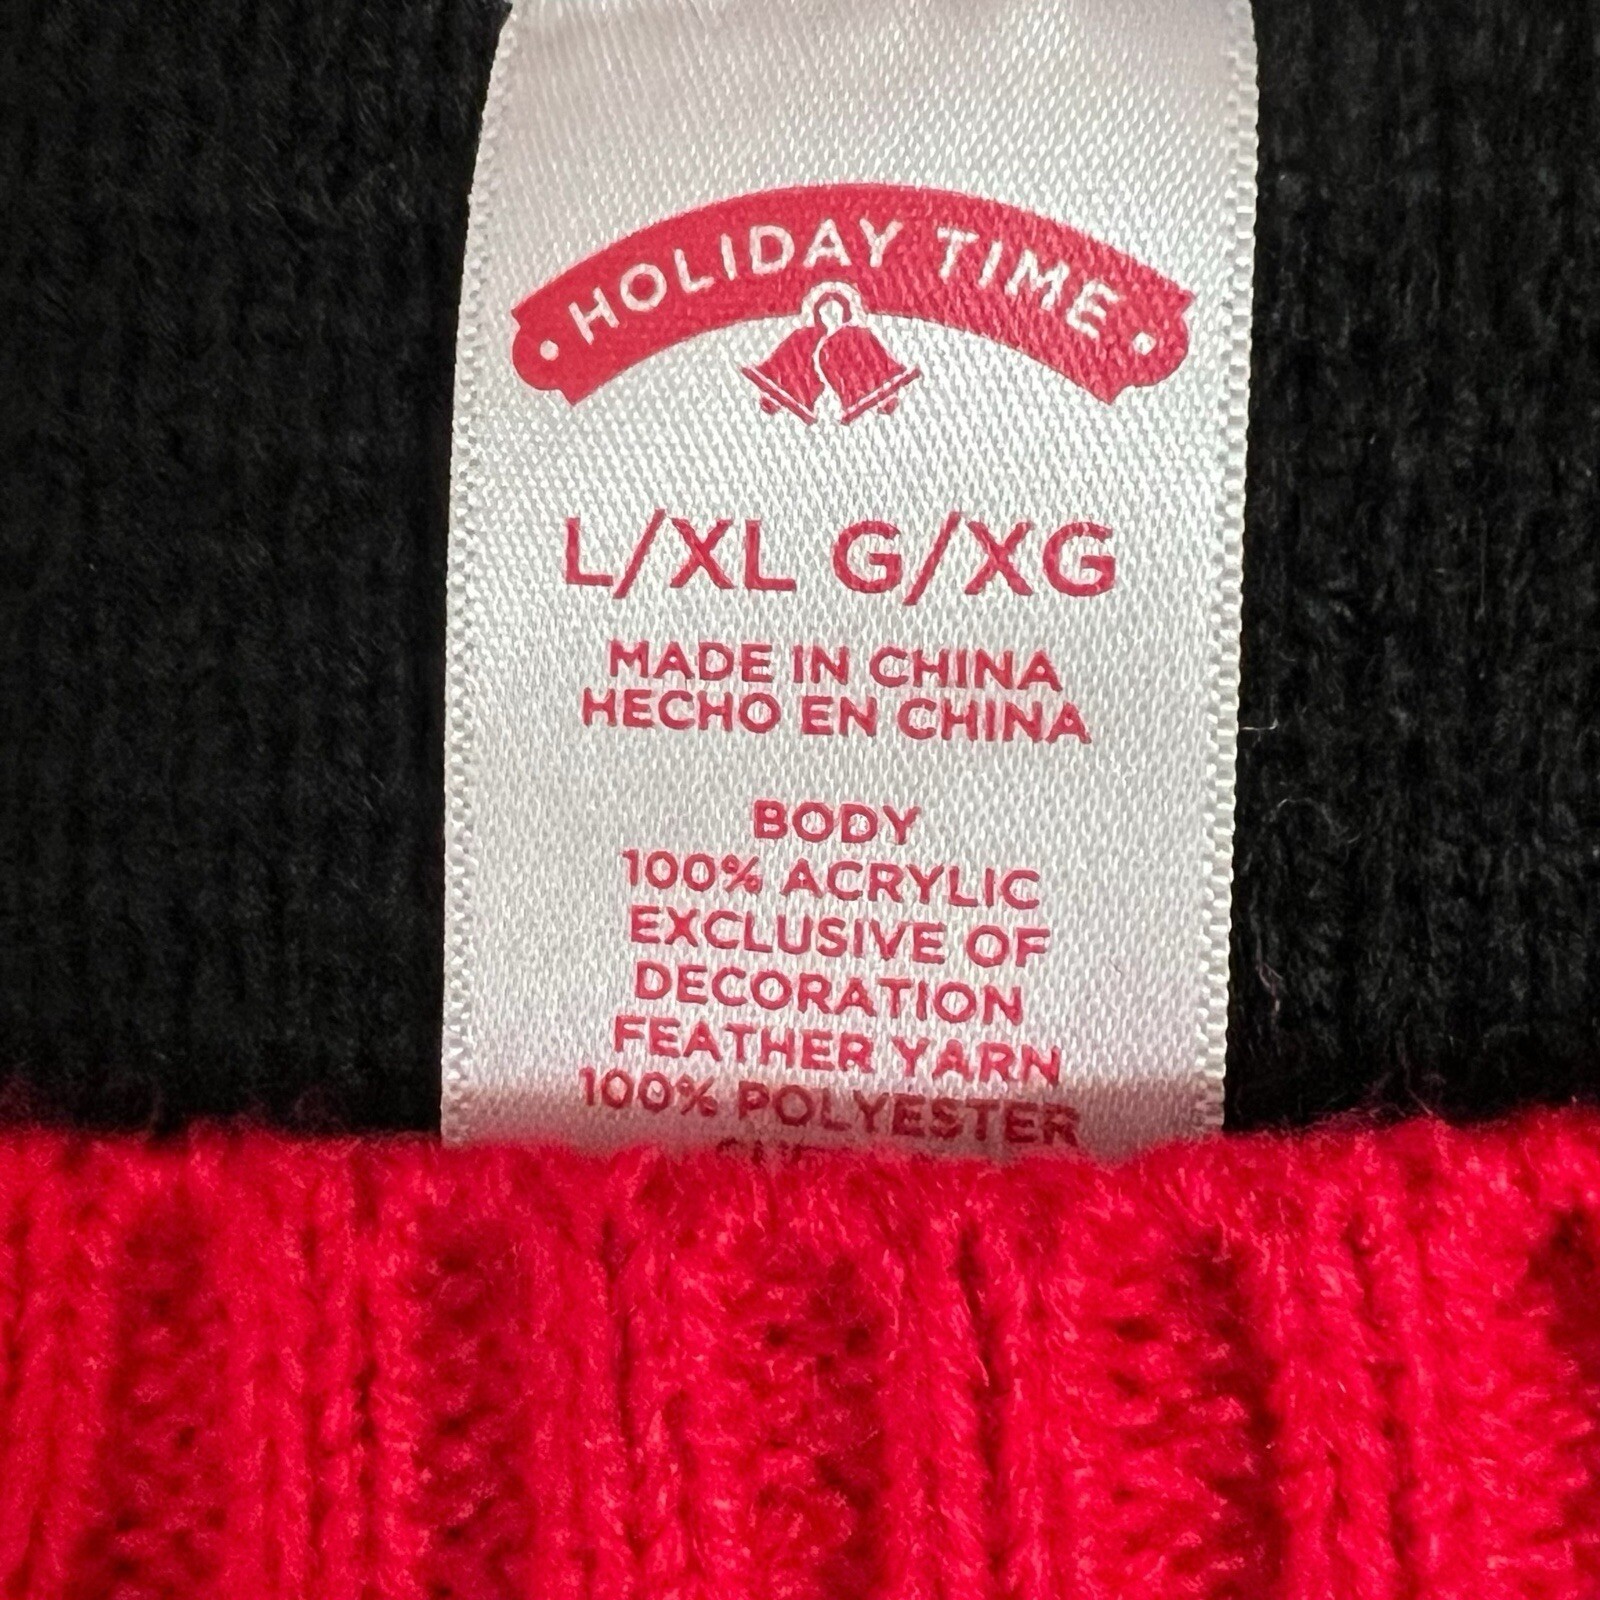 HOLIDAY TIME
L/XL G/XG
MADE IN CHINA
HECHO EN CHINA
BODY
100% ACRYLIC
EXCLUSIVE OF
DECORATION
FEATHER YARN
100% POLYESTER